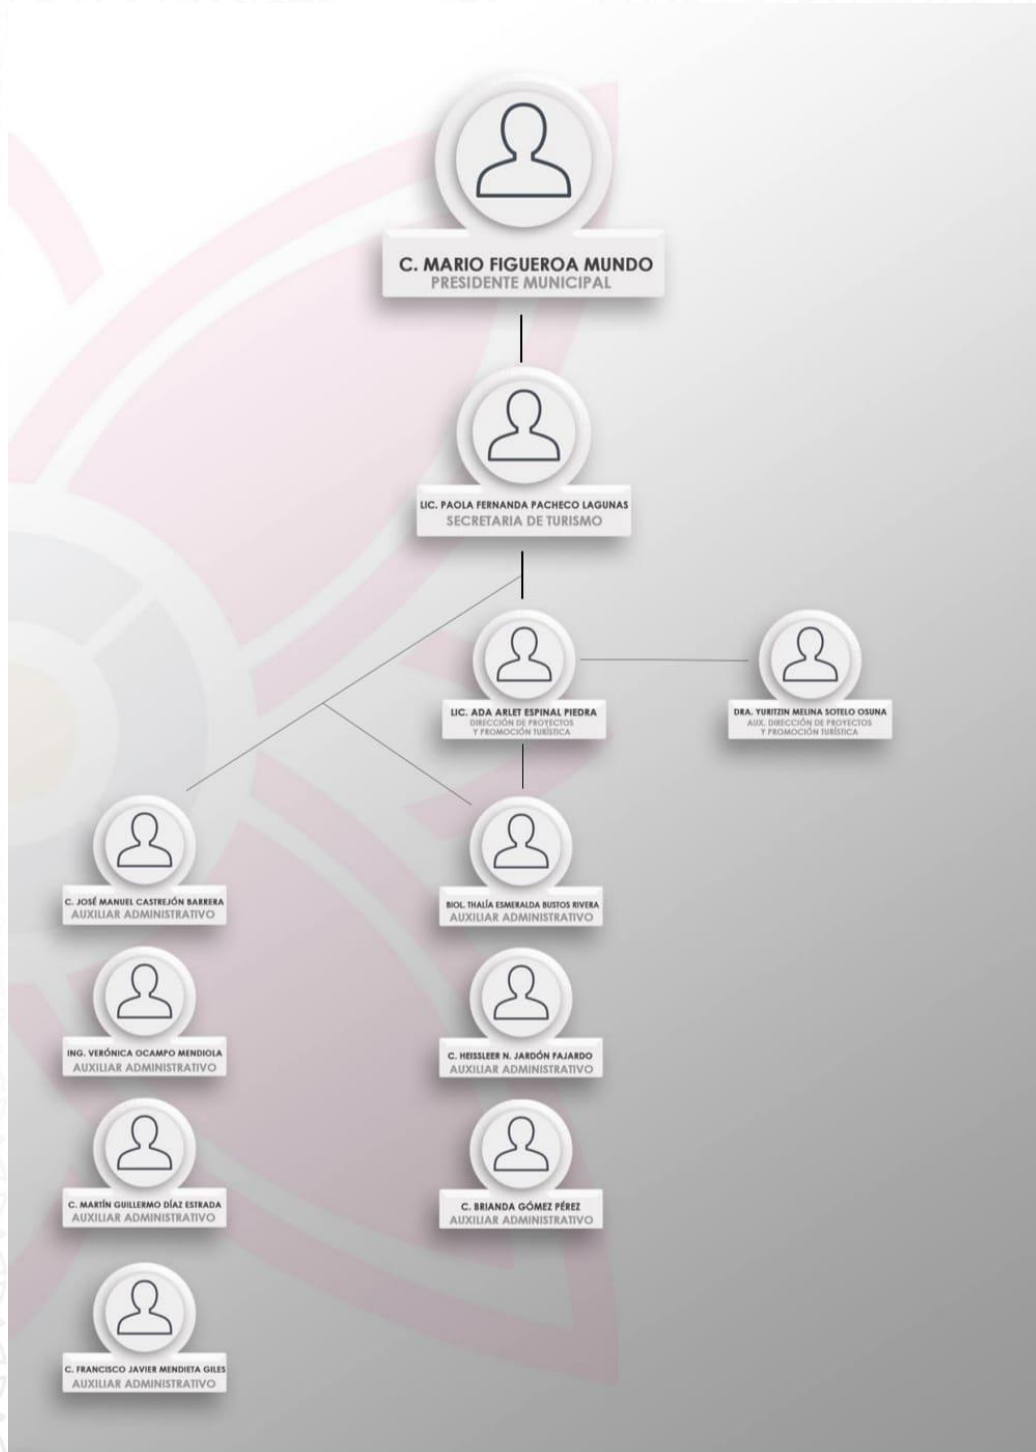 C. MARIO FIGUEROA MUNDO
PRESIDENTE MUNICIPAL
LIC. PAOLA FERNANDA PACHECO LAGUNAS
SECRETARIA DE TURISMO
LIC. ADA ARLET ESPINAL PIEDRA
DIRECCIÓN DE PROYECTOS
Y PROMOCIÓN TURÍSTICA
DRA. YURITZIN MELINA SOTELO OSUNA
AUX. DIRECCIÓN DE PROYECTOS
Y PROMOCIÓN TURÍSTICA
C. JOSÉ MANUEL CASTREJÓN BARRERA
AUXILIAR ADMINISTRATIVO
BIOL. THALÍA ESMERALDA BUSTOS RIVERA
AUXILIAR ADMINISTRATIVO
ING. VERÓNICA OCAMPO MENDIOLA
AUXILIAR ADMINISTRATIVO
C. HEISSLEER N. JARDÓN FAJARDO
AUXILIAR ADMINISTRATIVO
C. MARTÍN GUILLERMO DÍAZ ESTRADA
AUXILIAR ADMINISTRATIVO
C. BRIANDA GÓMEZ PÉREZ
AUXILIAR ADMINISTRATIVO
C. FRANCISCO JAVIER MENDIETA GILES
AUXILIAR ADMINISTRATIVO